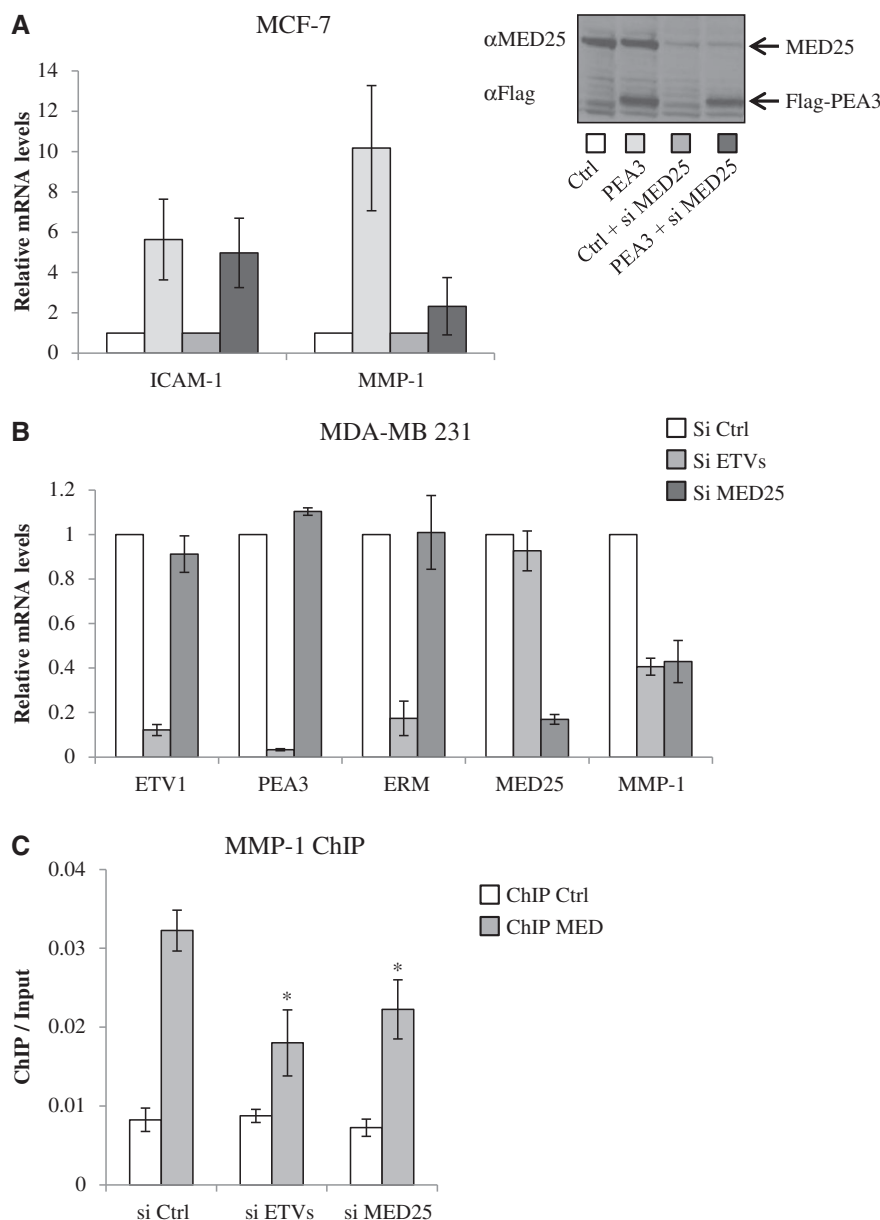 A
MCF-7
Relative mRNA levels
14
12
10
8
6
4
2
0
ICAM-1
MMP-1
αMED25
MED25
αFlag
Flag-PEA3
Ctrl
PEA3
Ctrl + si MED25
PEA3 + si MED25
B
MDA-MB 231
Si Ctrl
Si ETVs
Si MED25
Relative mRNA levels
1.2
1
0.8
0.6
0.4
0.2
0
ETV1
PEA3
ERM
MED25
MMP-1
C
MMP-1 ChIP
ChIP Ctrl
ChIP MED
ChIP / Input
0.04
0.03
0.02
0.01
0
*
*
si Ctrl
si ETVs
si MED25